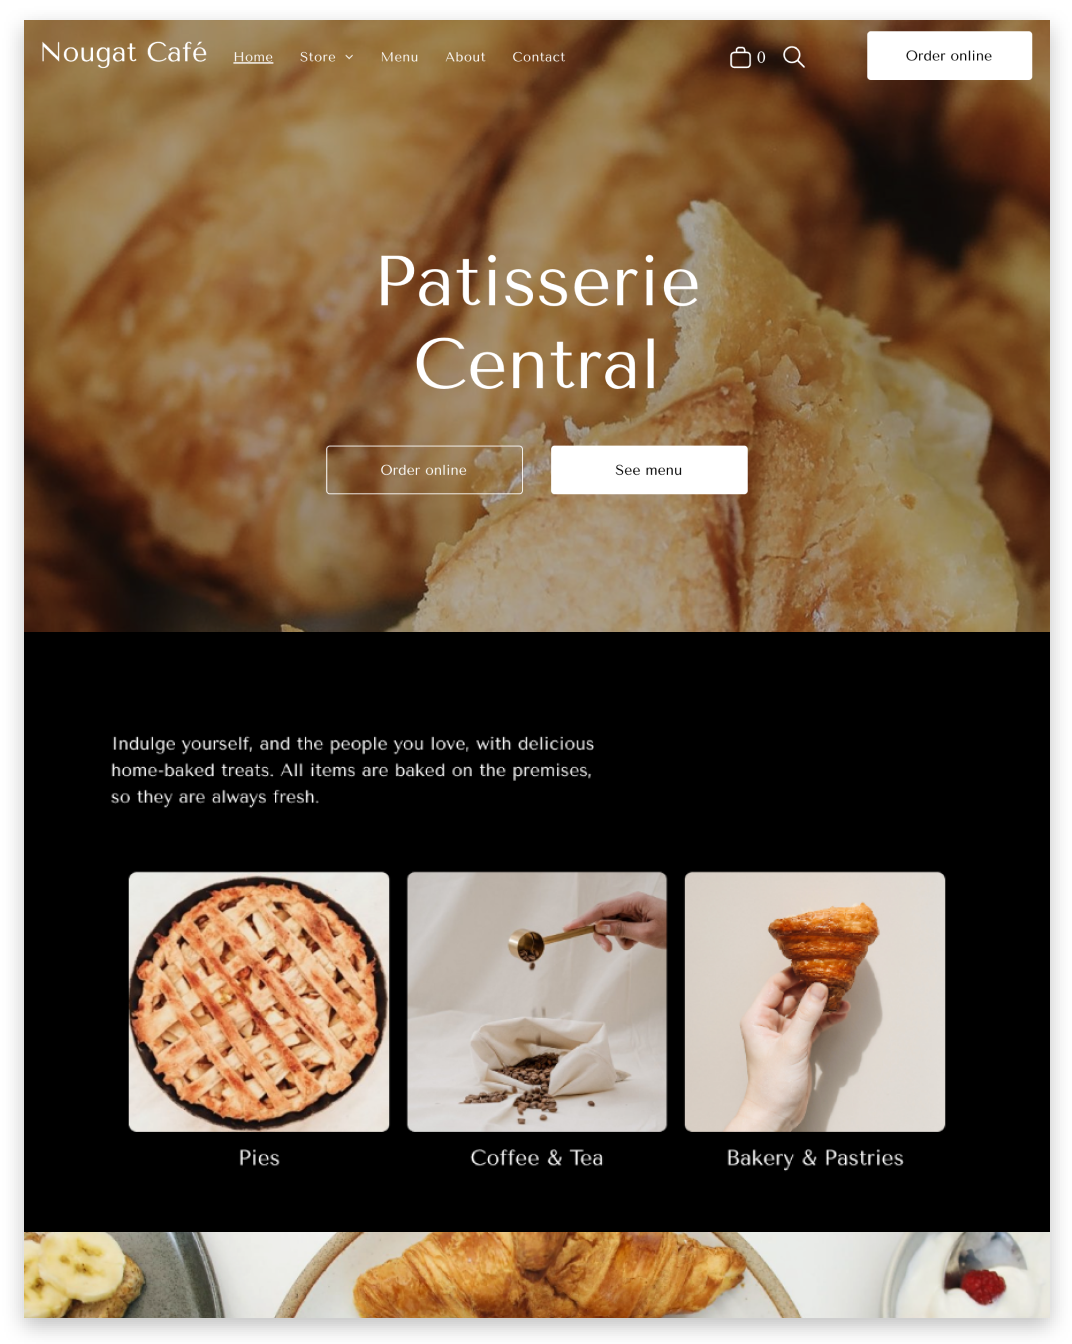 Nougat Café
Home Store Menu About Contact
0
Order online
Patisserie
Central
Order online
See menu
Indulge yourself, and the people you love, with delicious
home-baked treats. All items are baked on the premises,
so they are always fresh.
Pies
Coffee & Tea
Bakery & Pastries